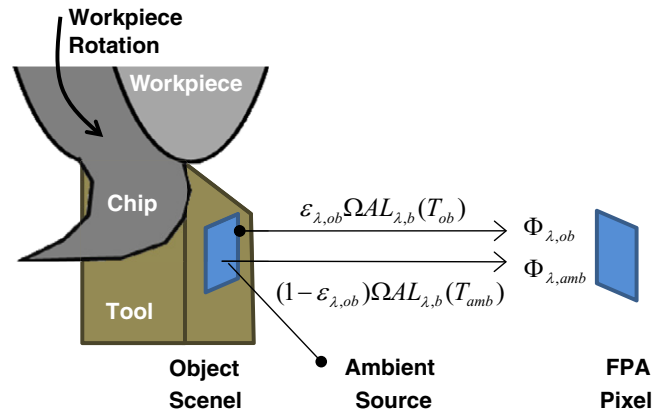 Workpiece
Rotation
Workpiece
Chip
Tool
ε_{λ,ob}ΩAL_{λ,b}(T_{ob})
Φ_{λ,ob}
Φ_{λ,amb}
(1-ε_{λ,ob})ΩAL_{λ,b}(T_{amb})
Object
Scenel
Ambient
Source
FPA
Pixel